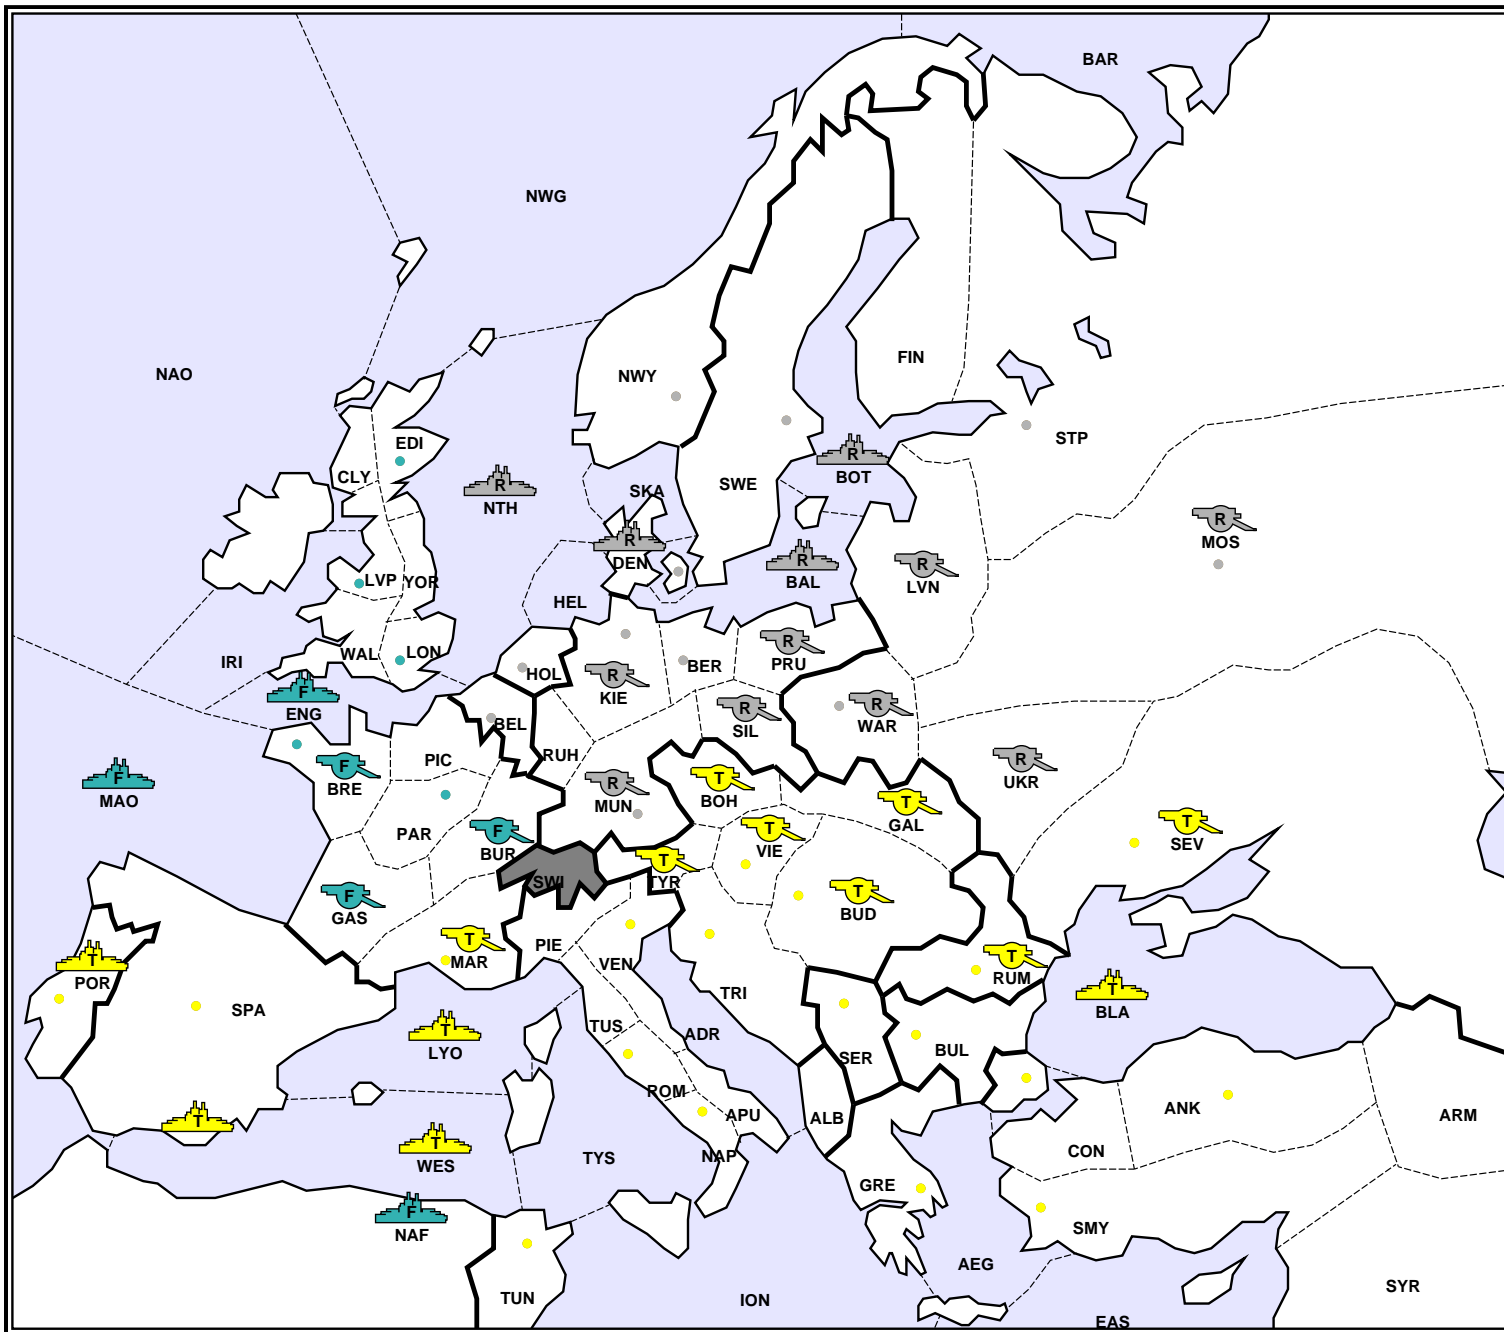 BAR
NWG
NAO
FIN
NWY
STP
EDI
R
BOT
CLY
SWE
R
NTH
SKA
R
MOS
R
DEN
R
BAL
R
LVN
LVP
YOR
HEL
IRI
WAL
LON
HOL
BER
R
PRU
R
KIE
F
ENG
BEL
R
SIL
R
WAR
PIC
RUH
F
BRE
F
MAO
R
MUN
T
BOH
R
UKR
T
GAL
PAR
F
BUR
T
VIE
T
SEV
SWI
T
TYR
F
GAS
T
BUD
T
MAR
PIE
VEN
T
POR
T
RUM
SPA
TRI
T
BLA
T
LYO
TUS
ADR
BUL
SER
ROM
APU
ALB
ANK
ARM
T
T
WES
TYS
NAP
CON
GRE
F
NAF
SMY
AEG
SYR
TUN
ION
EAS